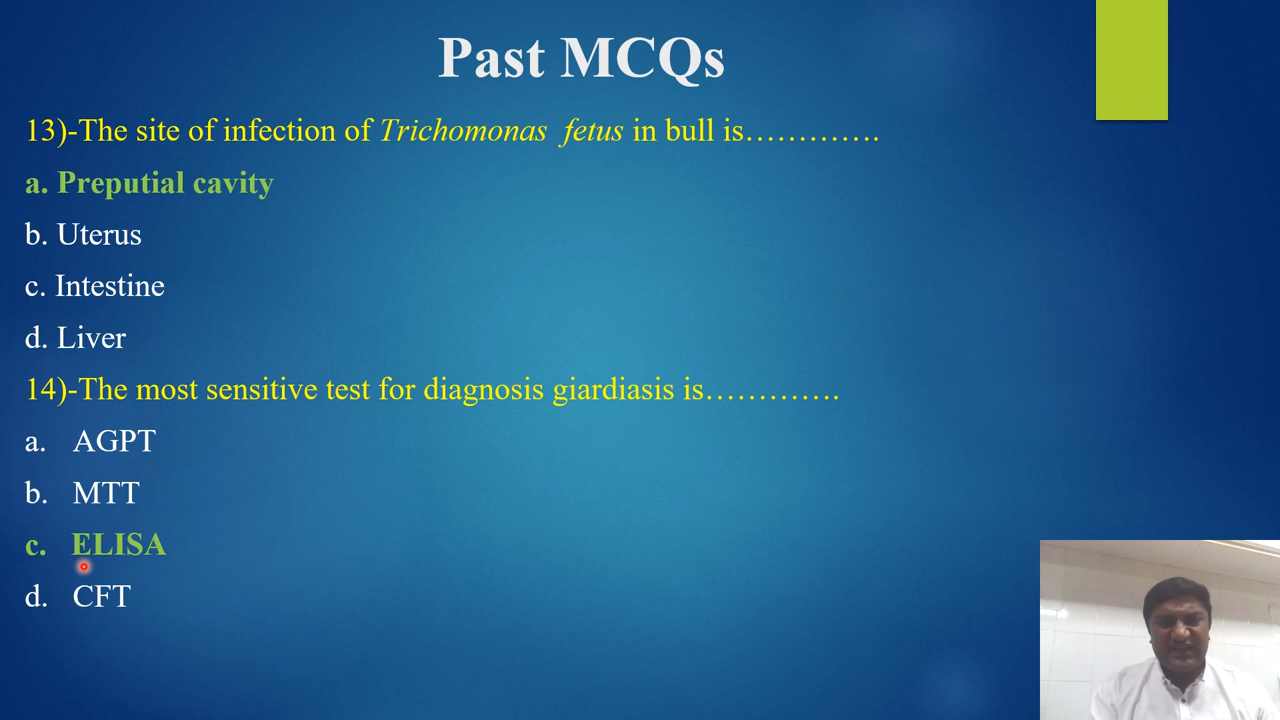 Past MCQs
13)-The site of infection of Trichomonas fetus in bull is………….
a. Preputial cavity
b. Uterus
c. Intestine
d. Liver
14)-The most sensitive test for diagnosis giardiasis is………….
a. AGPT
b. MTT
c. ELISA
d. CFT